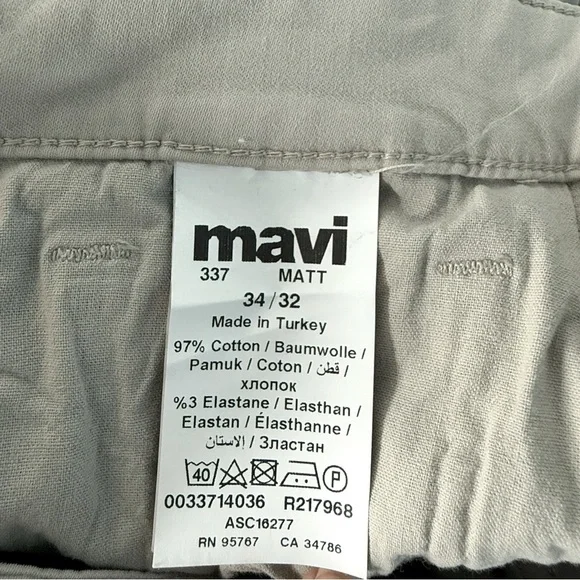 mavi
337 MATT
34/32
Made in Turkey
97% Cotton / Baumwolle /
Pamuk / Coton / قطن /
хлопок
%3 Elastane / Elasthan /
Elastan / Élasthanne /
الاستان / Эластан
40 P
0033714036 R217968
ASC16277
RN 95767 CA 34786